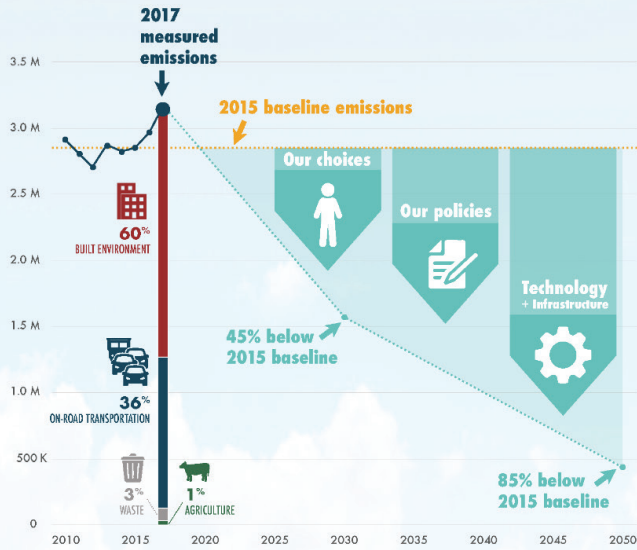 2017
measured
emissions
3.5 M
2015 baseline emissions
3.0 M
Our choices
2.5 M
Our policies
60%
BUILT ENVIRONMENT
2.0 M
Technology
+ Infrastructure
1.5 M
45% below
2015 baseline
1.0 M
36%
ON-ROAD TRANSPORTATION
500 K
3%
WASTE
1%
AGRICULTURE
85% below
2015 baseline
0
2010 2015 2020 2025 2030 2035 2040 2045 2050